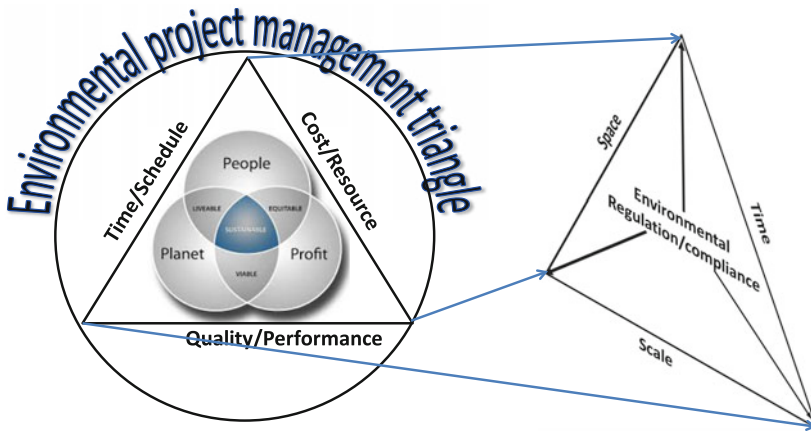 Environmental project management triangle
Time/Schedule
Cost/Resource
People
LIVEABLE
EQUITABLE
SUSTAINABLE
Planet
Profit
VIABLE
Quality/Performance
Space
Time
Environmental
Regulation/compliance
Scale